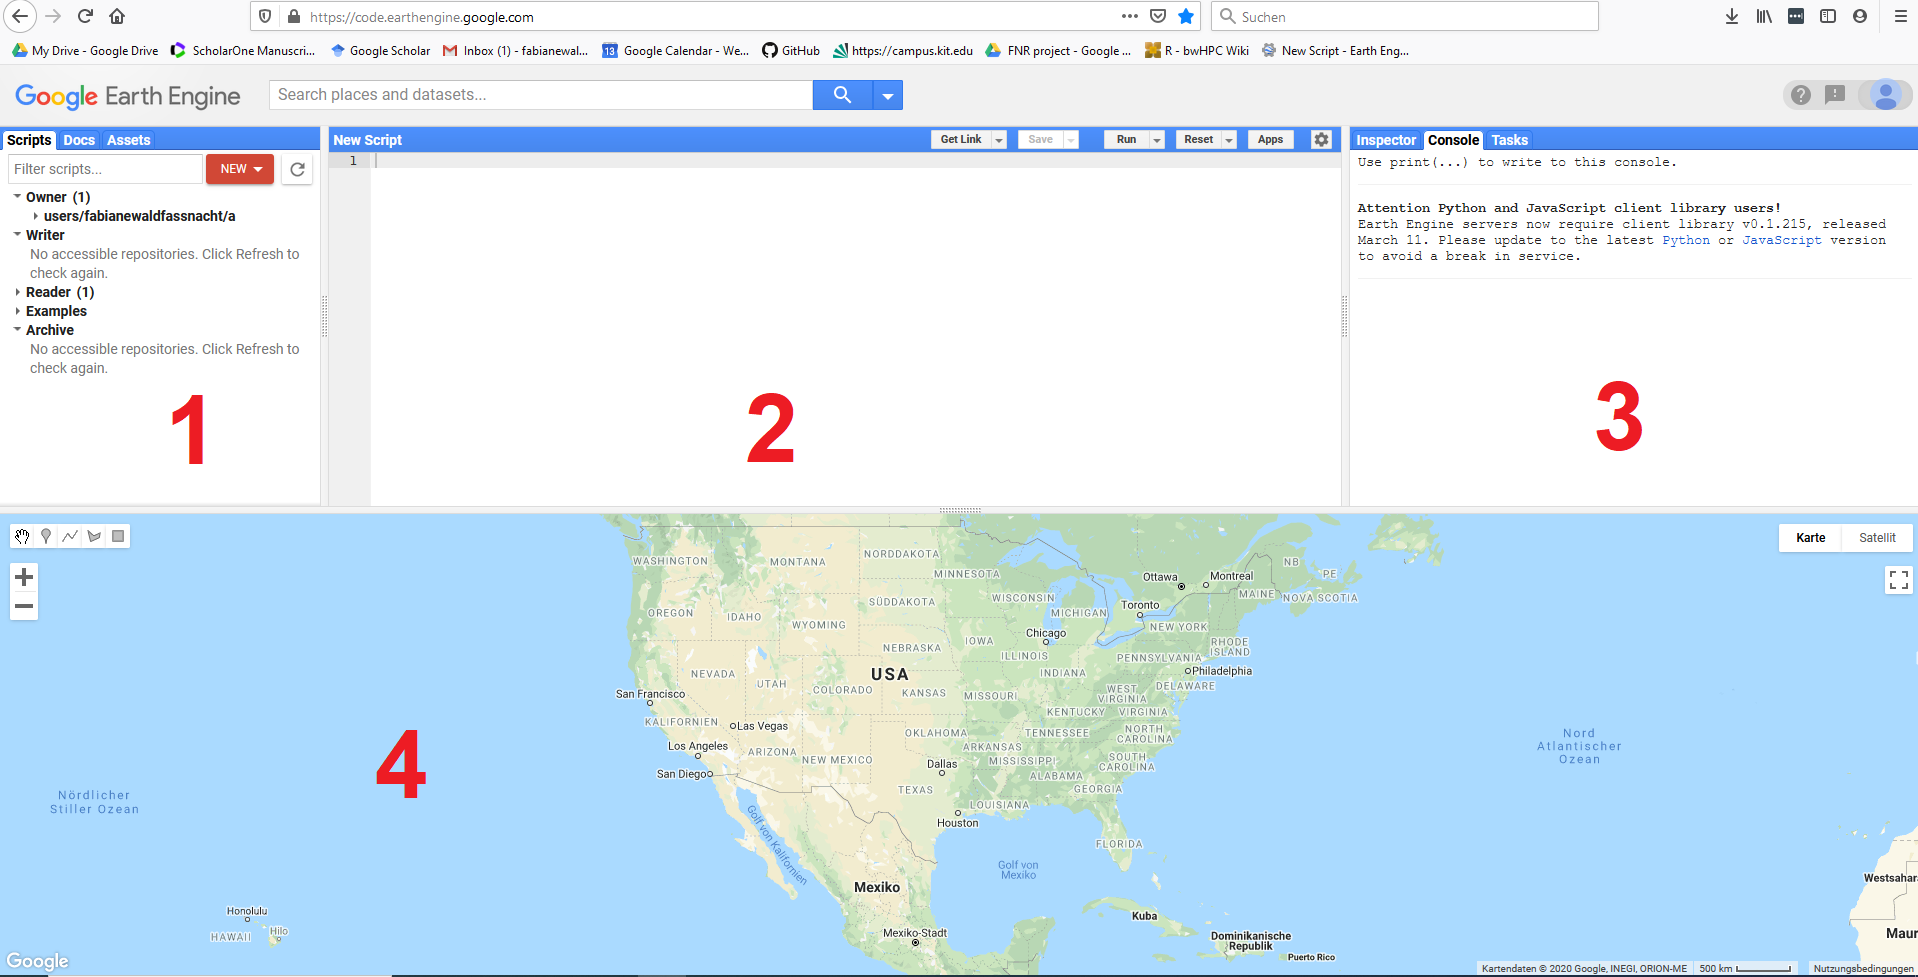 https://code.earthengine.google.com
Suchen
My Drive - Google Drive
ScholarOne Manuscri...
Google Scholar
Inbox (1) - fabianewal...
13
Google Calendar - We...
GitHub
https://campus.kit.edu
FNR project - Google ...
R - bwHPC Wiki
New Script - Earth Eng...
Google Earth Engine
Search places and datasets...
Scripts Docs Assets
New Script
Get Link
Save
Run
Reset
Apps
Inspector Console Tasks
Filter scripts...
NEW
Owner (1)
users/fabianewaldfassnacht/a
Writer
No accessible repositories. Click Refresh to
check again.
Reader (1)
Examples
Archive
No accessible repositories. Click Refresh to
check again.
1
1
2
Use print(...) to write to this console.
Attention Python and JavaScript client library users!
Earth Engine servers now require client library v0.1.215, released
March 11. Please update to the latest Python or JavaScript version
to avoid a break in service.
3
Karte
Satellit
4
WASHINGTON
MONTANA
NORDDAKOTA
MINNESOTA
Ottawa
Montreal
NB
PE
MAINE
NOVA SCOTIA
OREGON
IDAHO
WYOMING
SÜDDAKOTA
WISCONSIN
MICHIGAN
Toronto
NEW YORK
Chicago
NEBRASKA
IOWA
ILLINOIS
RHODE
ISLAND
PENNSYLVANIA
Philadelphia
NEVADA
UTAH
COLORADO
USA
KANSAS
MISSOURI
INDIANA
WEST
VIRGINIA
DELAWARE
San Francisco
KALIFORNIEN
Las Vegas
KENTUCKY
VIRGINIA
OKLAHOMA
TENNESSEE
NORTH
CAROLINA
Los Angeles
ARIZONA
NEW MEXICO
ARKANSAS
MISSISSIPPI
SOUTH
CAROLINA
San Diego
Dallas
ALABAMA
TEXAS
GEORGIA
LOUISIANA
Houston
FLORIDA
Golf von Kalifornien
Golf von
Mexiko
Nördlicher
Stiller Ozean
Nord
Atlantischer
Ozean
Mexiko
Mexiko-Stadt
Kuba
Dominikanische
Republik
Puerto Rico
Honolulu
HAWAII
Hilo
Westsahar
Maur
Google
Kartendaten © 2020 Google, INEGI, ORION-ME
500 km
Nutzungsbedingungen